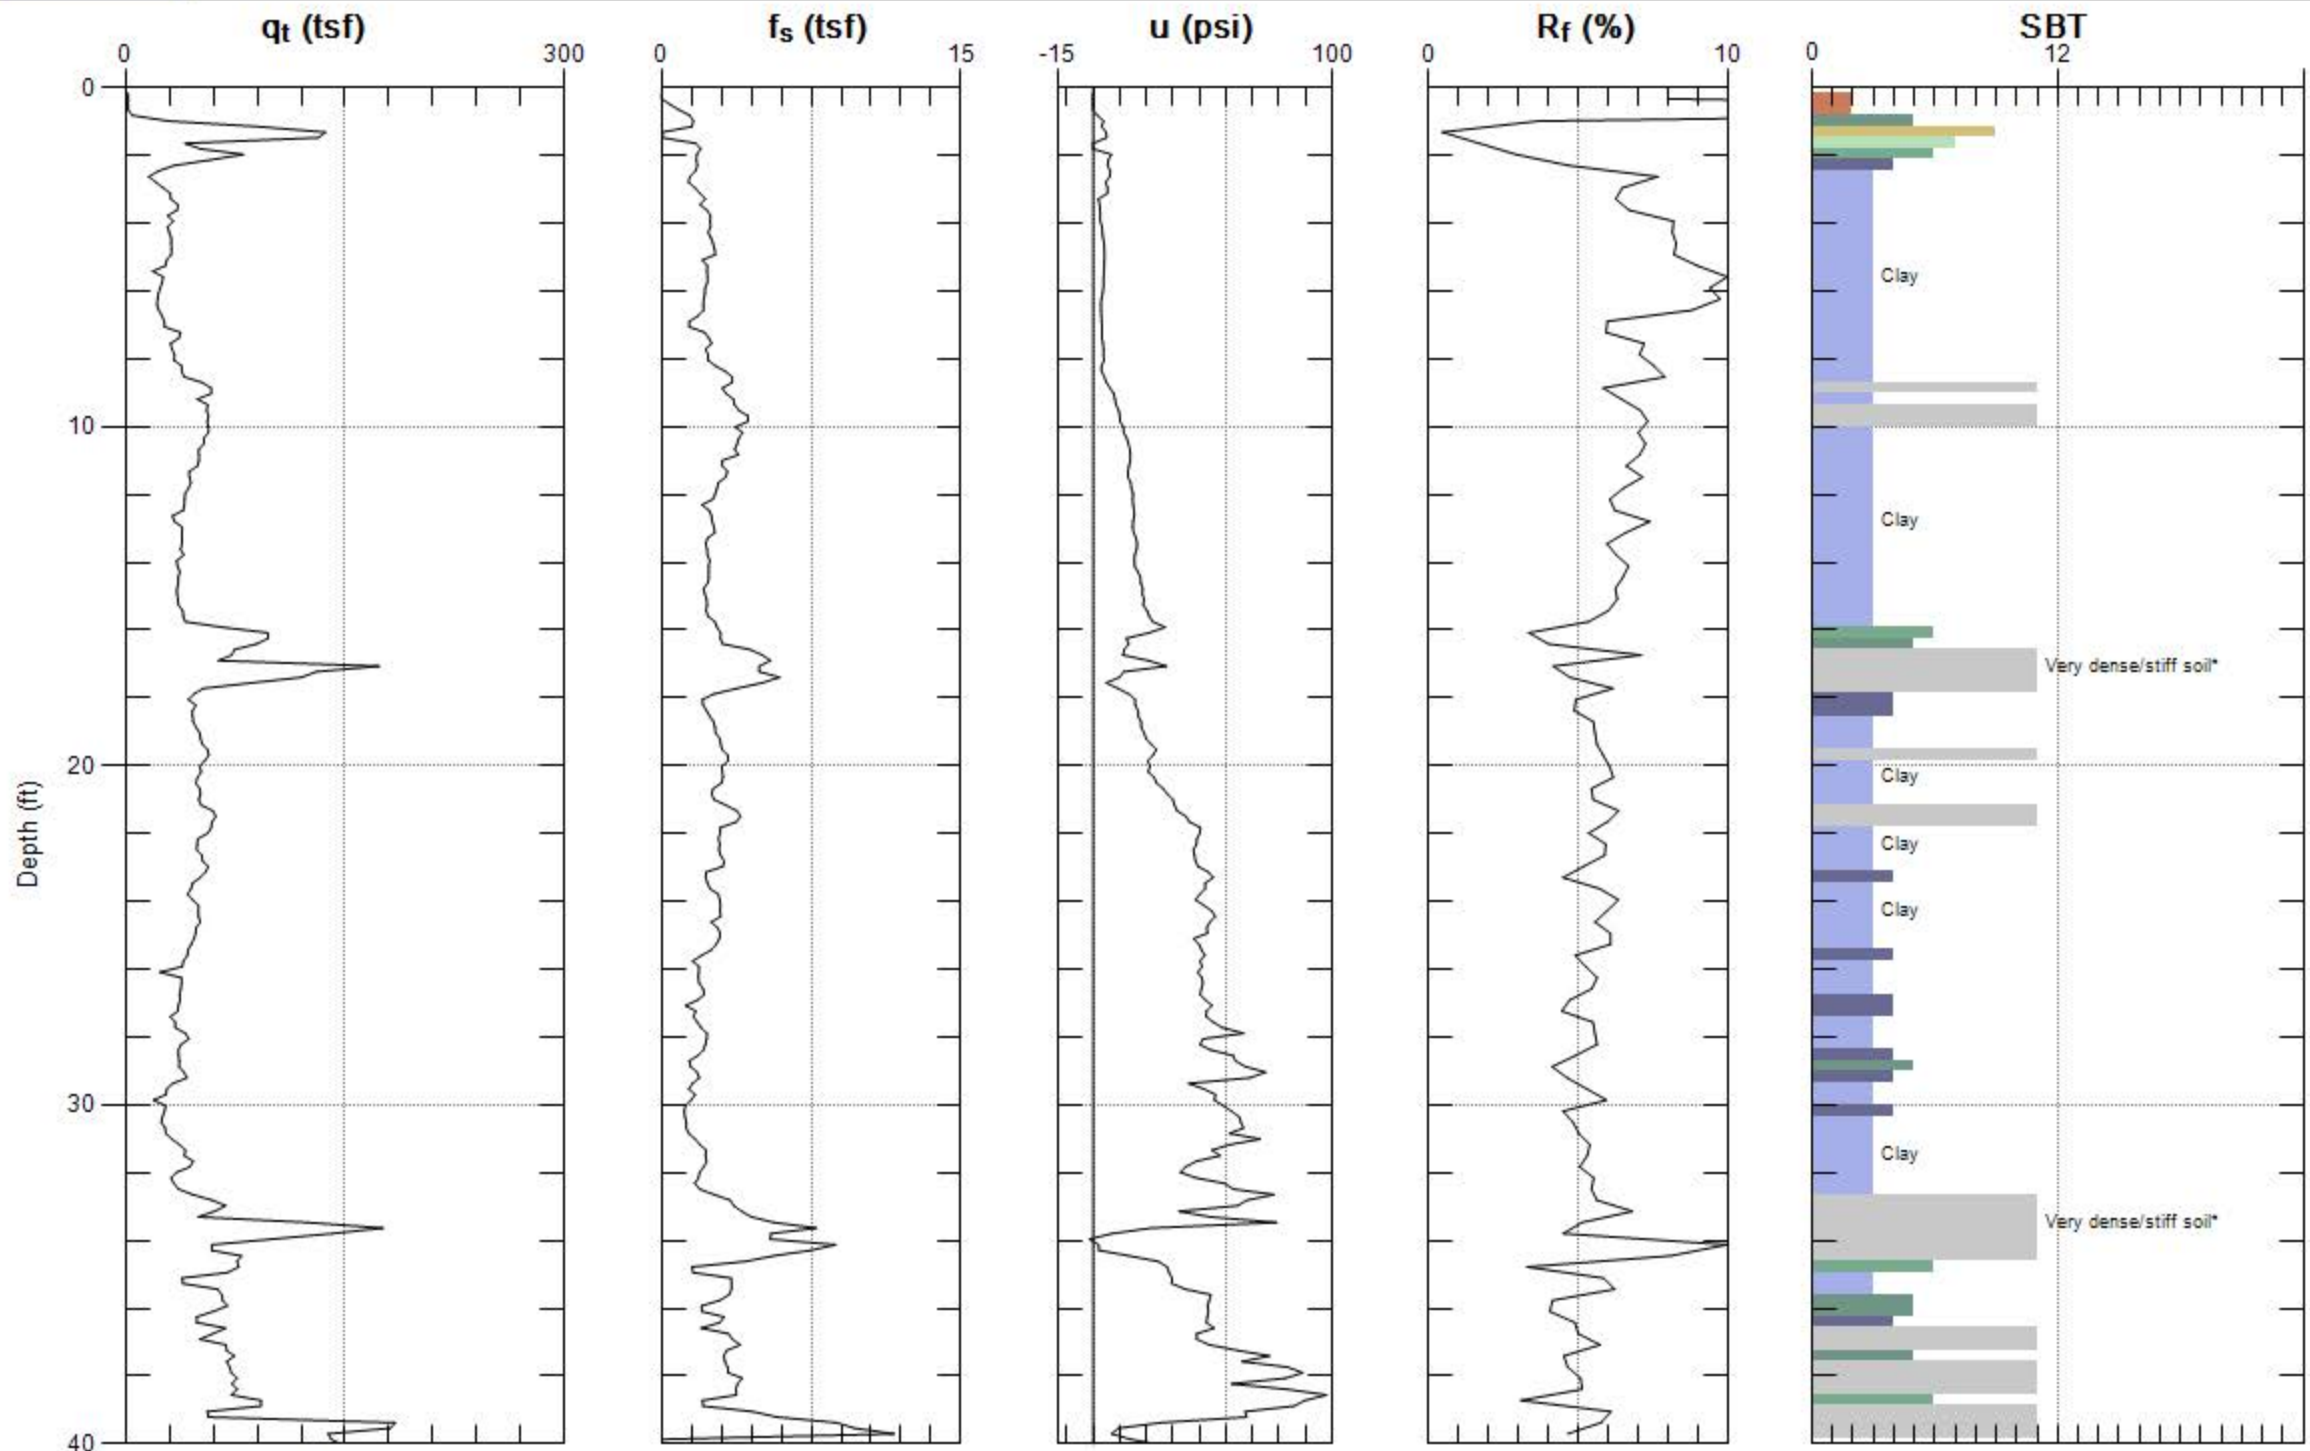 qt (tsf) fs (tsf) u (psi) Rf (%) SBT
0 300 0 15 -15 100 0 10 0 12
0
Clay
10
Clay
Very dense/stiff soil*
20
Clay
Depth (ft)
Clay
Clay
30
Clay
Very dense/stiff soil*
40